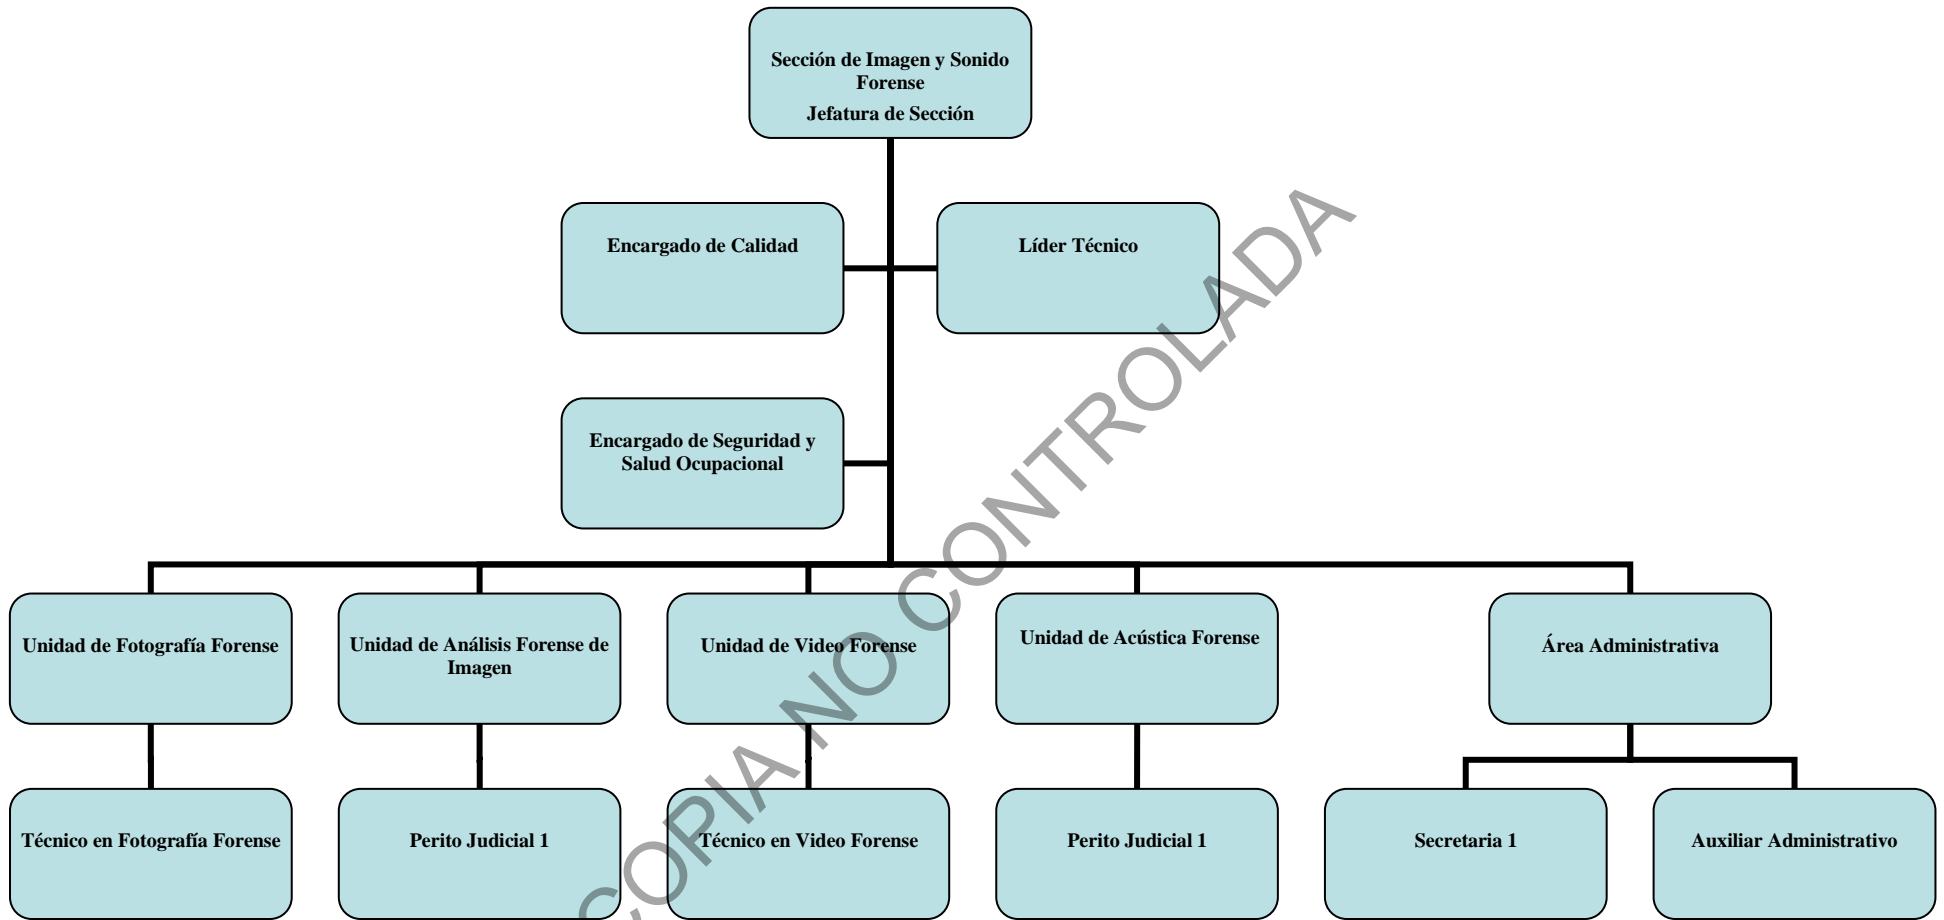 Sección de Imagen y Sonido
Forense
Jefatura de Sección
Encargado de Calidad
Líder Técnico
Encargado de Seguridad y
Salud Ocupacional
Unidad de Fotografía Forense
Unidad de Análisis Forense de
Imagen
Unidad de Video Forense
Unidad de Acústica Forense
Área Administrativa
Técnico en Fotografía Forense
Perito Judicial 1
Técnico en Video Forense
Perito Judicial 1
Secretaria 1
Auxiliar Administrativo
COPIA NO CONTROLADA